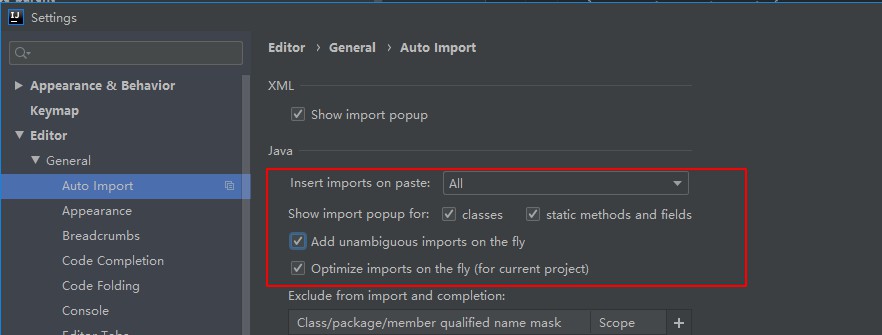 IJ Settings
Editor › General › Auto Import
Appearance & Behavior
Keymap
Editor
General
Auto Import
Appearance
Breadcrumbs
Code Completion
Code Folding
Console
Editor Tabs
XML
Show import popup
Java
Insert imports on paste: All
Show import popup for: classes static methods and fields
Add unambiguous imports on the fly
Optimize imports on the fly (for current project)
Exclude from import and completion:
Class/package/member qualified name mask Scope +